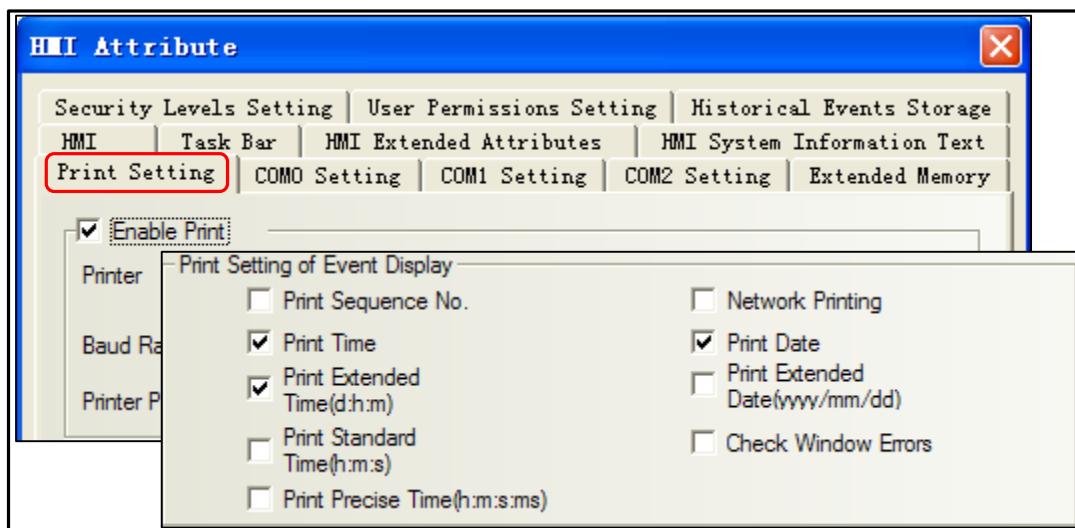 HMI Attribute
Security Levels Setting User Permissions Setting Historical Events Storage
HMI Task Bar HMI Extended Attributes HMI System Information Text
Print Setting COM0 Setting COM1 Setting COM2 Setting Extended Memory
Enable Print
Printer
Baud Ra
Printer P
Print Setting of Event Display
Print Sequence No.
Network Printing
Print Time
Print Date
Print Extended
Time(d:h:m)
Print Extended
Date(yyyy/mm/dd)
Print Standard
Time(h:m:s)
Check Window Errors
Print Precise Time(h:m:s:ms)